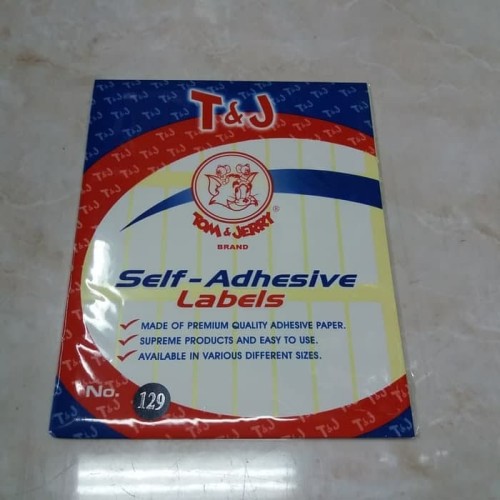 T&J
TOM & JERRY ®
BRAND
Self-Adhesive
Labels
MADE OF PREMIUM QUALITY ADHESIVE PAPER.
SUPREME PRODUCTS AND EASY TO USE.
AVAILABLE IN VARIOUS DIFFERENT SIZES.
No. 129